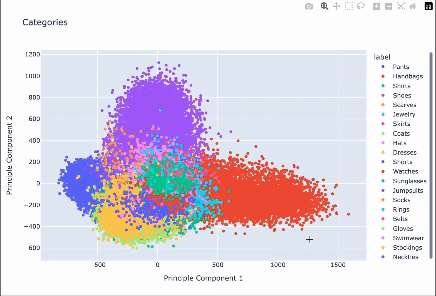 Categories
1200
1000
800
600
400
200
0
−200
−400
600
500
0
500
1000
1500
Principle Component 2
Principle Component 1
label
Pants
Handbags
Shirts
Shoes
Scarves
Jewelry
Skirts
Coats
Hats
Dresses
Shorts
Watches
Sunglasses
Jumpsuits
Socks
Rings
Belts
Gloves
Swimwear
Stockings
Neckties